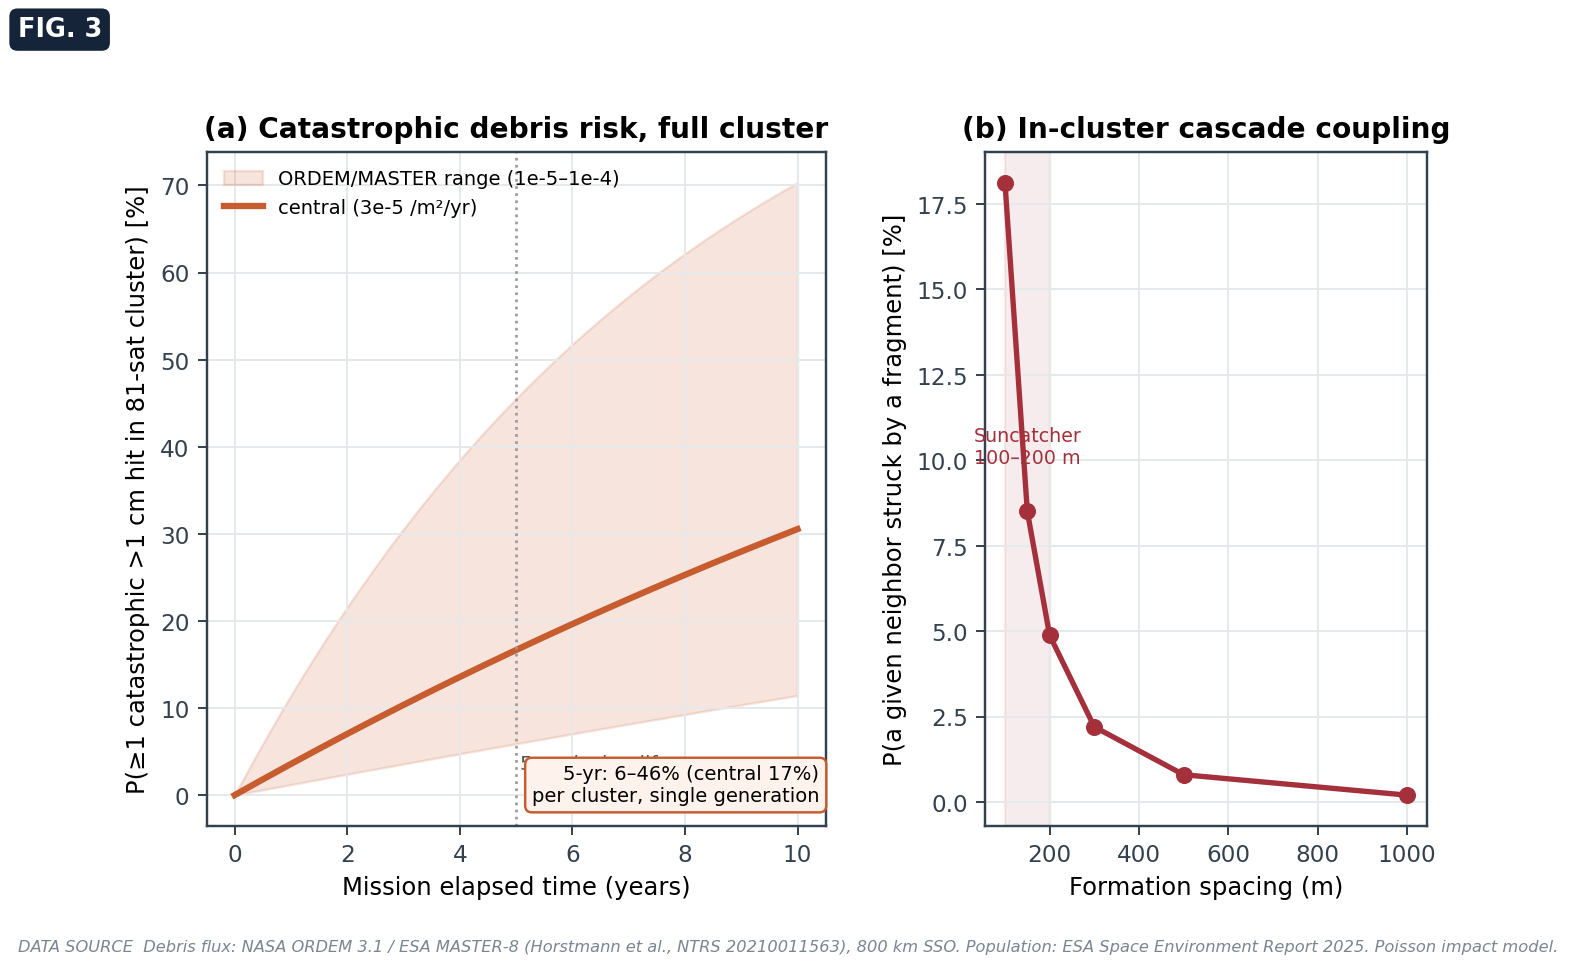 FIG. 3
(a) Catastrophic debris risk, full cluster
P(≥1 catastrophic >1 cm hit in 81-sat cluster) [%]
ORDEM/MASTER range (1e-5–1e-4)
central (3e-5 /m²/yr)
70
60
50
40
30
20
10
0
5-yr: 6–46% (central 17%)
per cluster, single generation
0 2 4 6 8 10
Mission elapsed time (years)
(b) In-cluster cascade coupling
P(a given neighbor struck by a fragment) [%]
17.5
15.0
12.5
10.0
7.5
5.0
2.5
0.0
Suncatcher
100–200 m
200 400 600 800 1000
Formation spacing (m)
DATA SOURCE Debris flux: NASA ORDEM 3.1 / ESA MASTER-8 (Horstmann et al., NTRS 20210011563), 800 km SSO. Population: ESA Space Environment Report 2025. Poisson impact model.